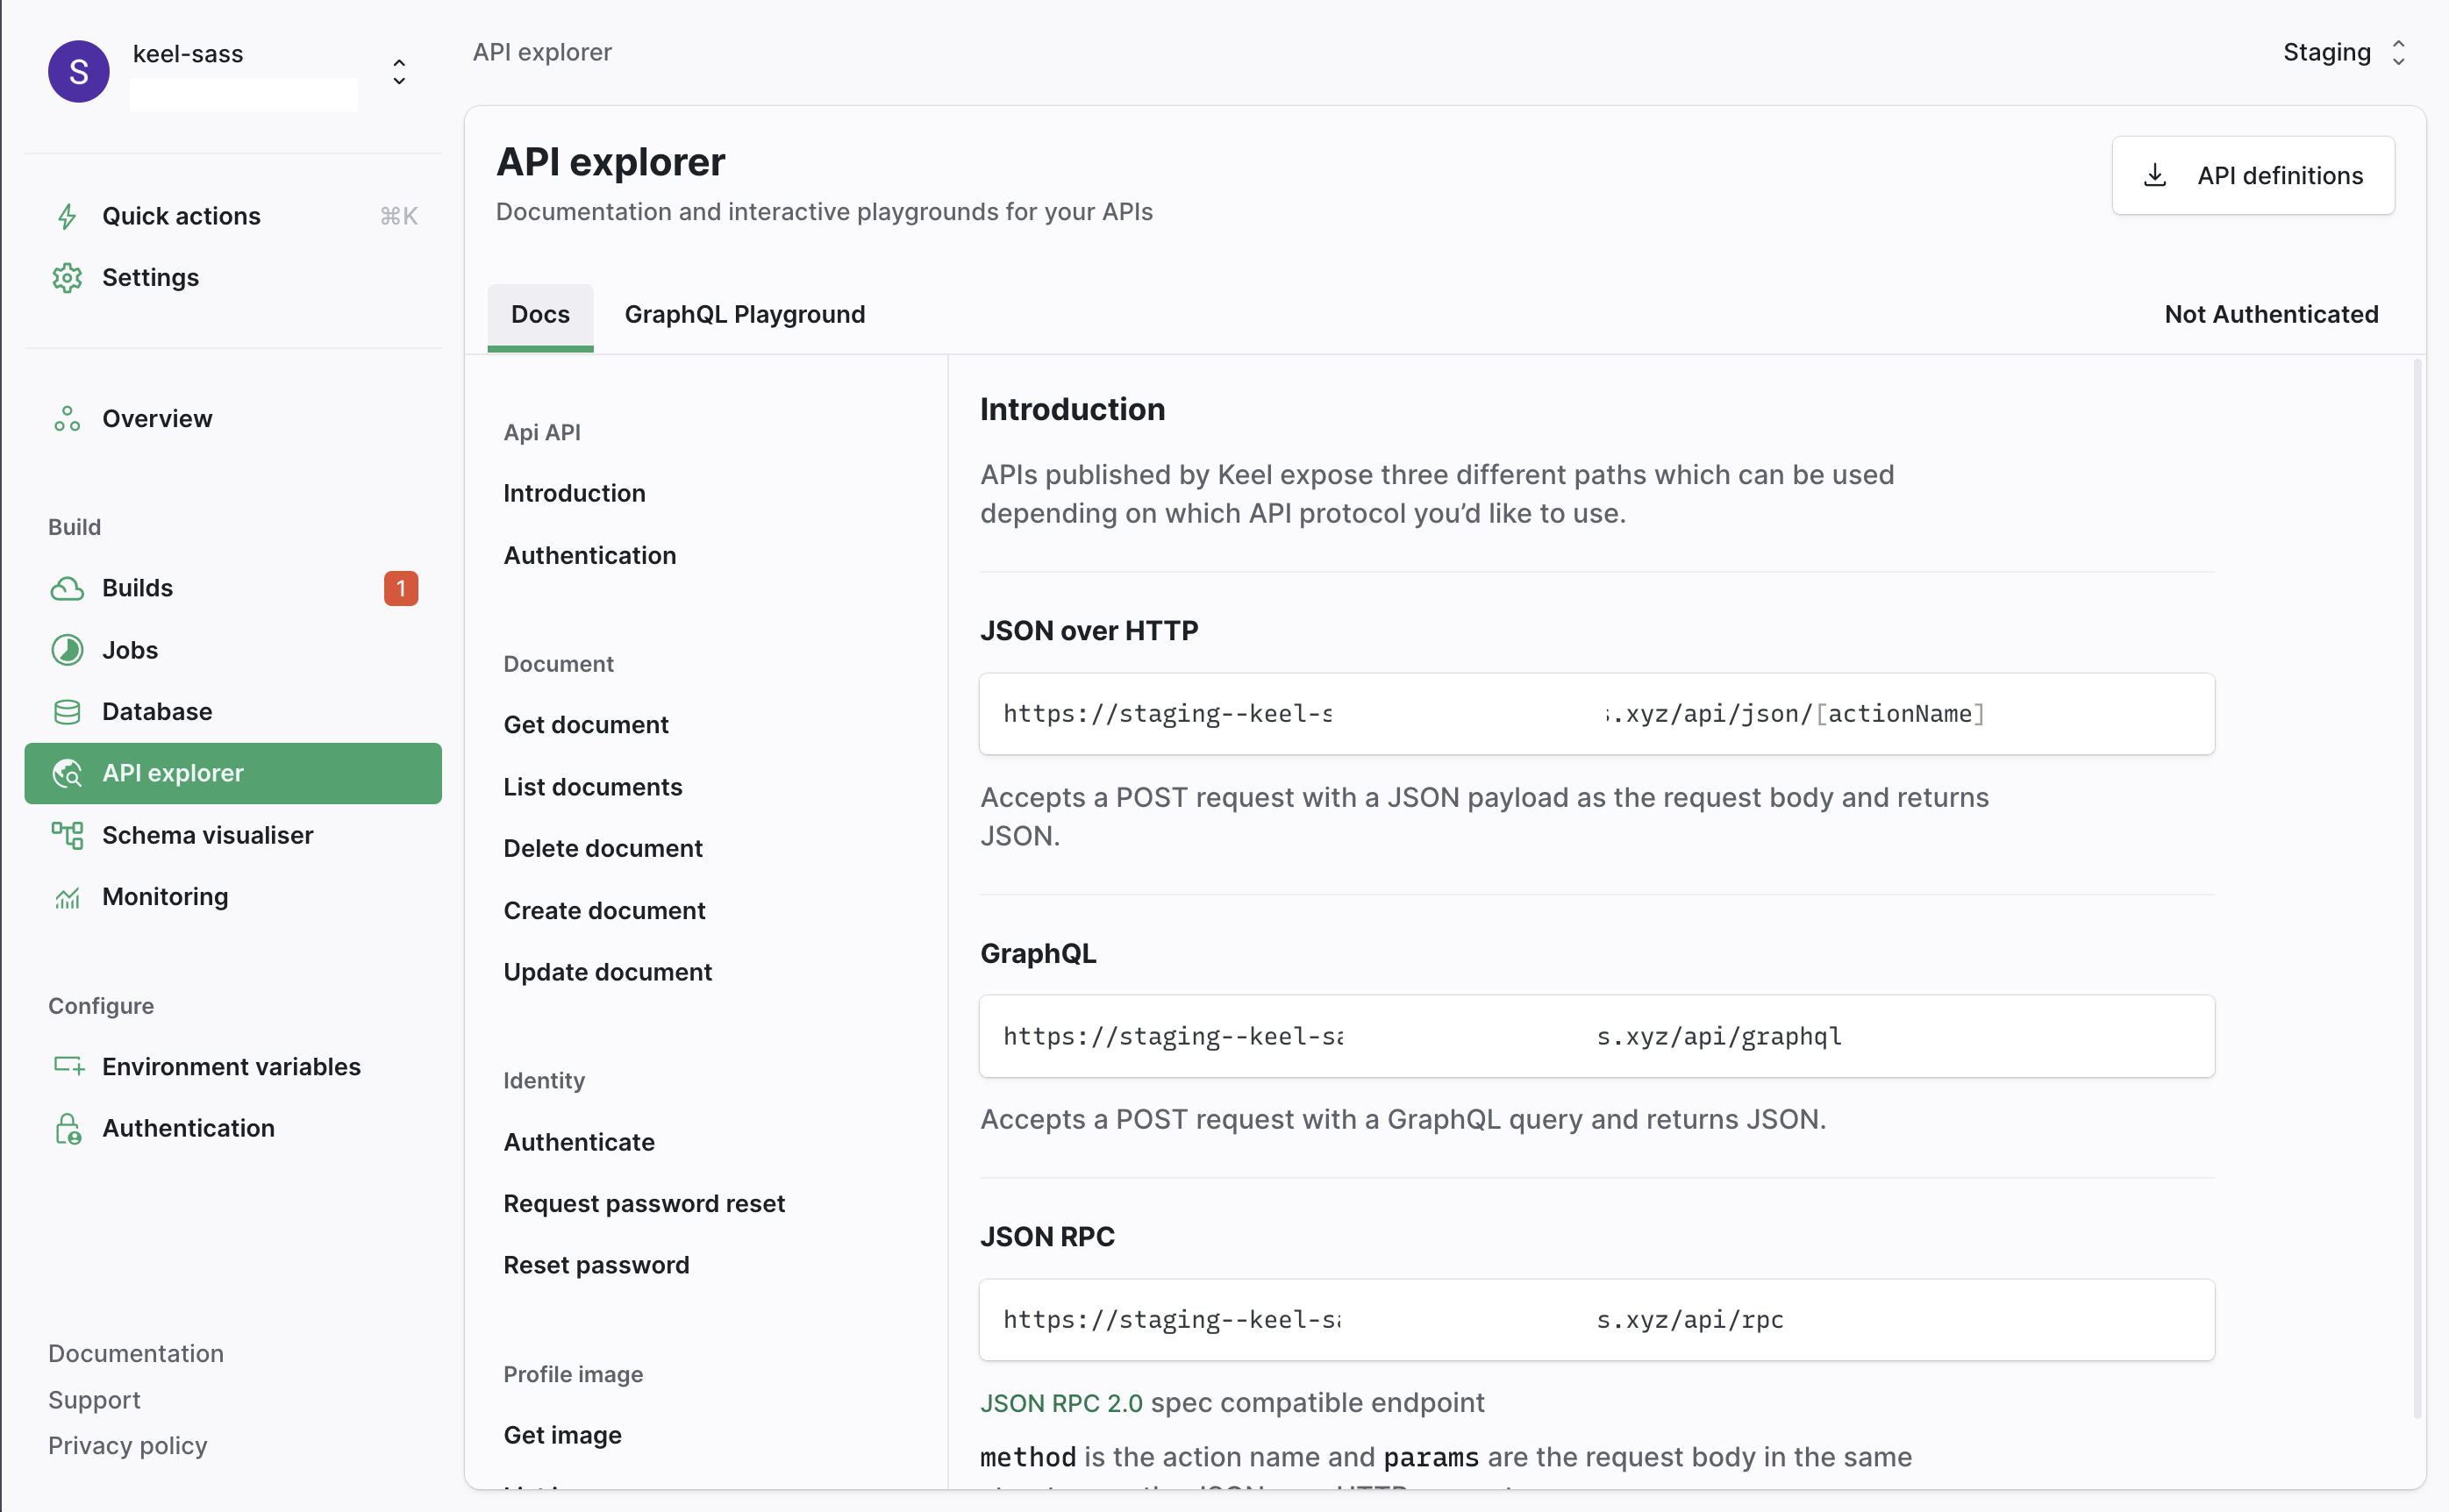 S
keel-sass
API explorer
Staging
Quick actions
⌘K
Settings
Overview
Build
Builds
1
Jobs
Database
API explorer
Schema visualiser
Monitoring
Configure
Environment variables
Authentication
Documentation
Support
Privacy policy
API explorer
Documentation and interactive playgrounds for your APIs
API definitions
Docs
GraphQL Playground
Not Authenticated
Api API
Introduction
Authentication
Document
Get document
List documents
Delete document
Create document
Update document
Identity
Authenticate
Request password reset
Reset password
Profile image
Get image
Introduction
APIs published by Keel expose three different paths which can be used
depending on which API protocol you’d like to use.
JSON over HTTP
https://staging--keel-s .xyz/api/json/[actionName]
Accepts a POST request with a JSON payload as the request body and returns
JSON.
GraphQL
https://staging--keel-sa s.xyz/api/graphql
Accepts a POST request with a GraphQL query and returns JSON.
JSON RPC
https://staging--keel-sa s.xyz/api/rpc
JSON RPC 2.0 spec compatible endpoint
method is the action name and params are the request body in the same